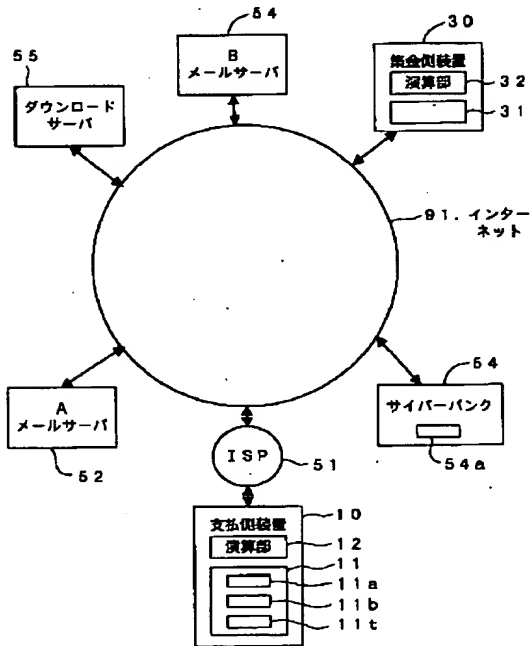 54
B
メールサーバ
55
ダウンロード
サーバ
30
集金側装置
演算部
32
31
91.インター
ネット
A
メールサーバ
52
54
サイバーバンク
54a
ISP
51
10
支払側装置
演算部
12
11
11a
11b
11t